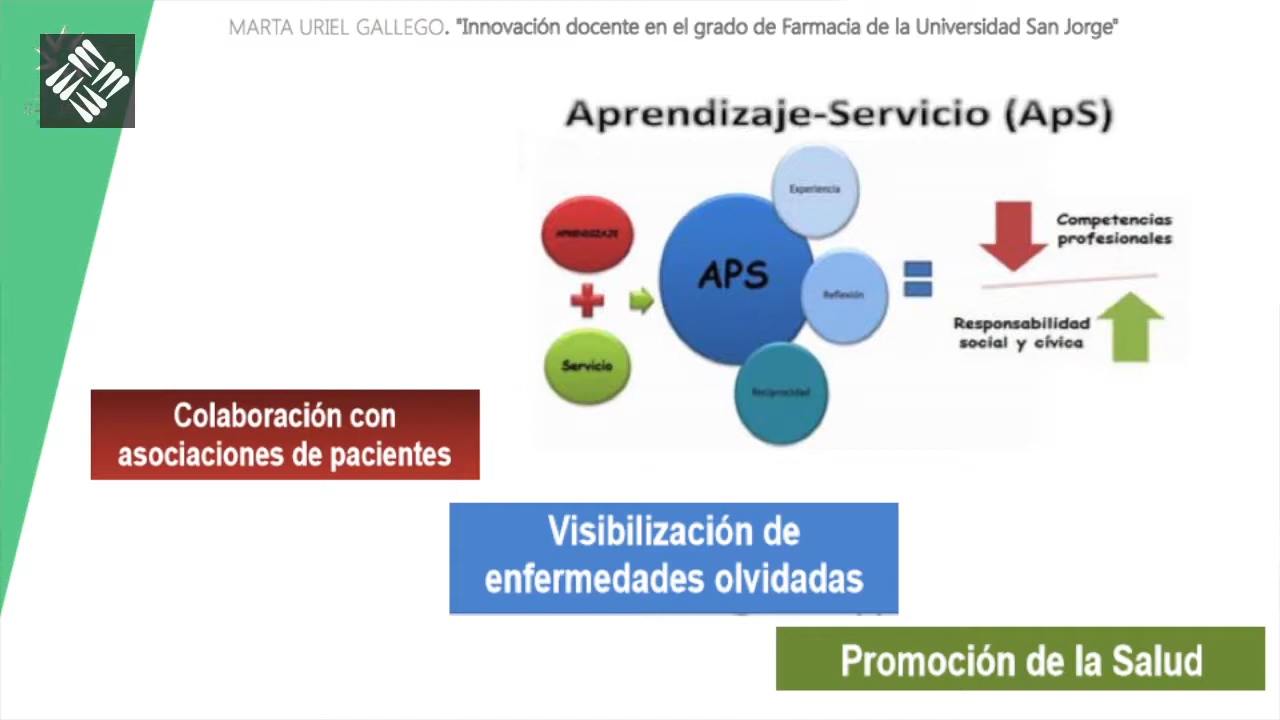 MARTA URIEL GALLEGO. "Innovación docente en el grado de Farmacia de la Universidad San Jorge"
Aprendizaje-Servicio (ApS)
Experiencia
APRENDIZAJE
APS
Reflexión
Servicio
Reciprocidad
Competencias
profesionales
Responsabilidad
social y cívica
Colaboración con
asociaciones de pacientes
Visibilización de
enfermedades olvidadas
Promoción de la Salud